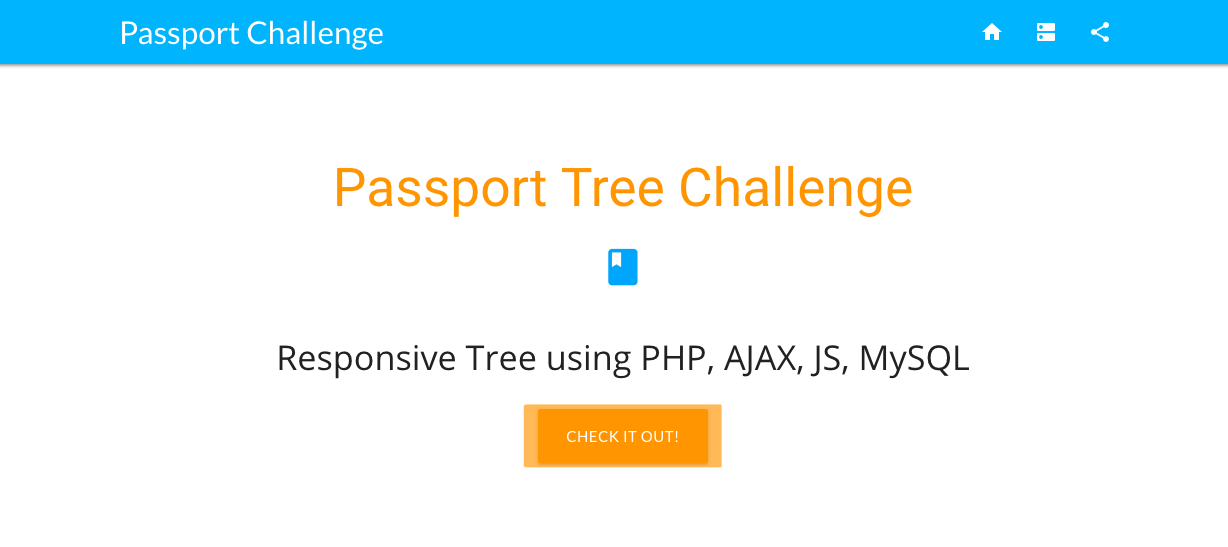 Passport Challenge
Passport Tree Challenge
Responsive Tree using PHP, AJAX, JS, MySQL
CHECK IT OUT!